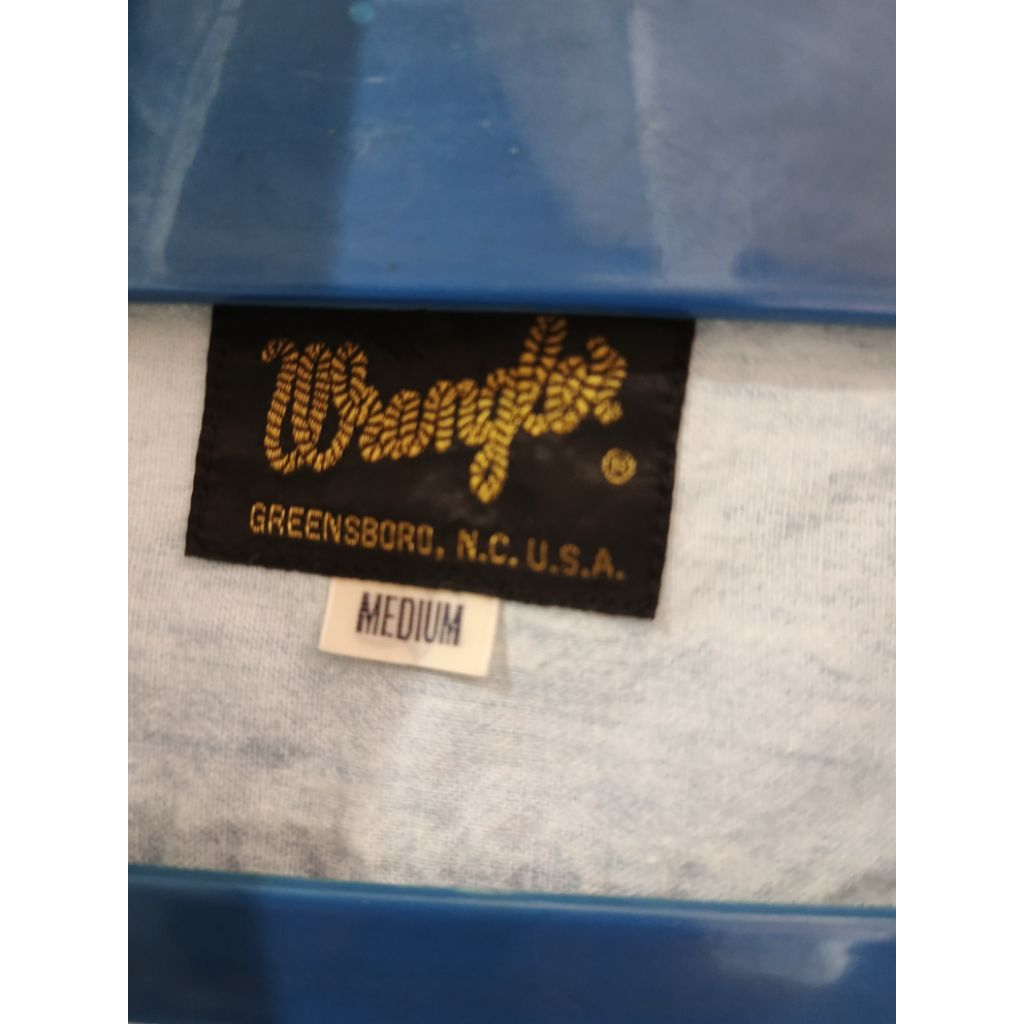 Wrangler
®
GREENSBORO, N.C. U.S.A.
MEDIUM